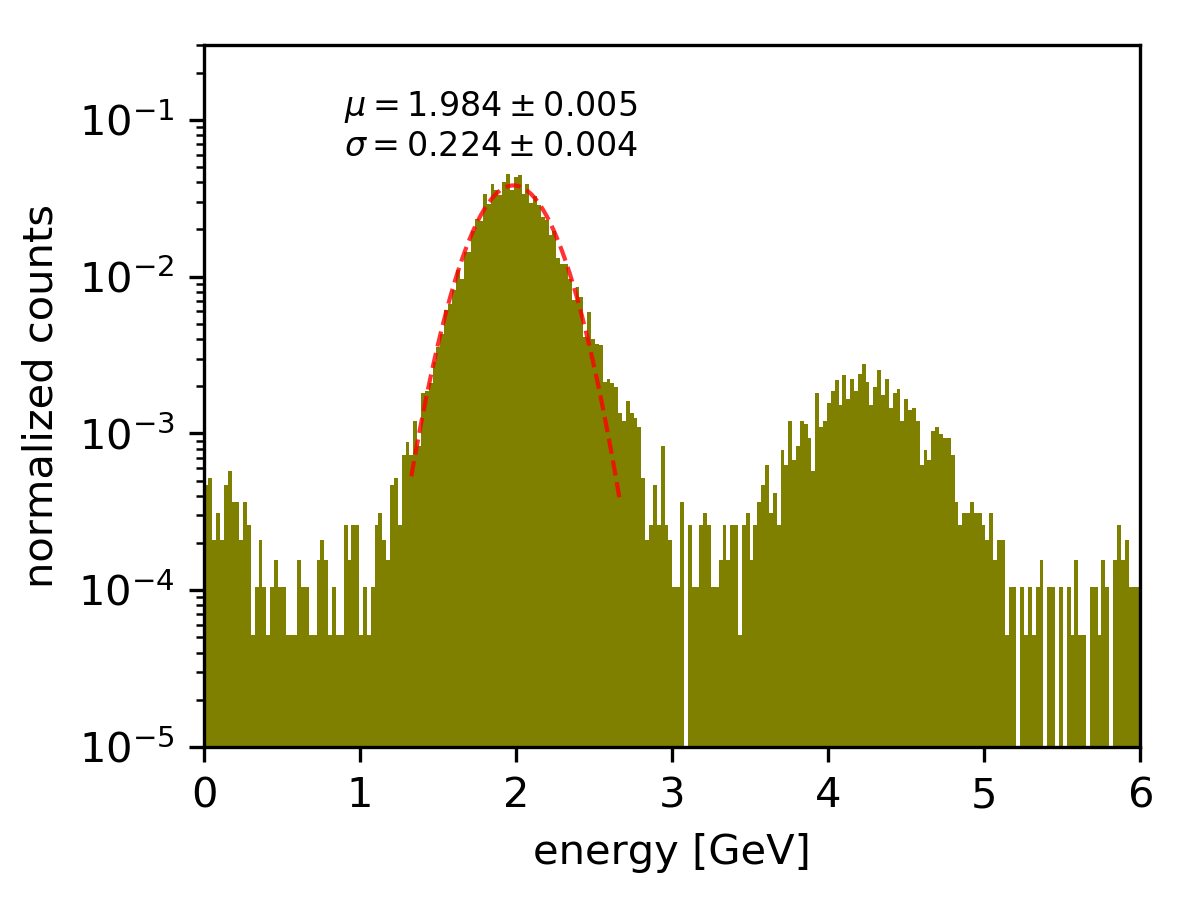 μ = 1.984 ± 0.005
σ = 0.224 ± 0.004
10⁻¹
10⁻²
10⁻³
10⁻⁴
10⁻⁵
normalized counts
0 1 2 3 4 5 6
energy [GeV]